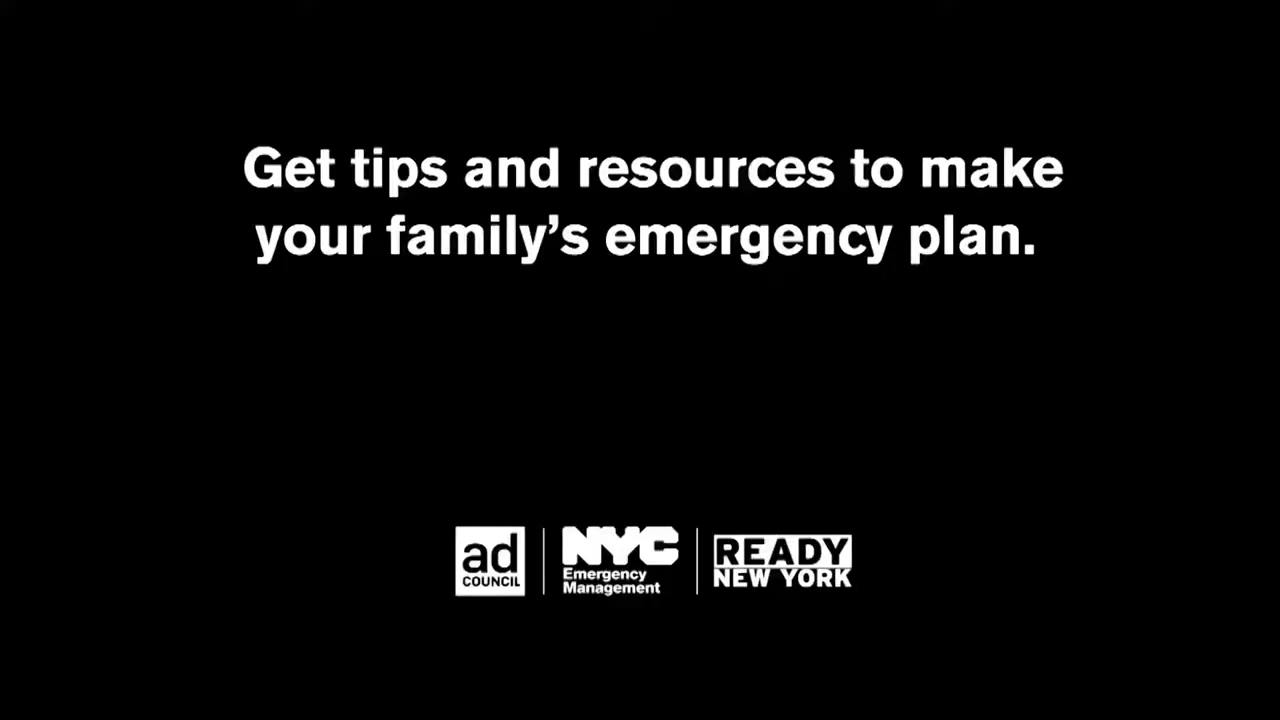 Get tips and resources to make
your family’s emergency plan.
ad
COUNCIL
NYC
Emergency
Management
READY
NEW YORK